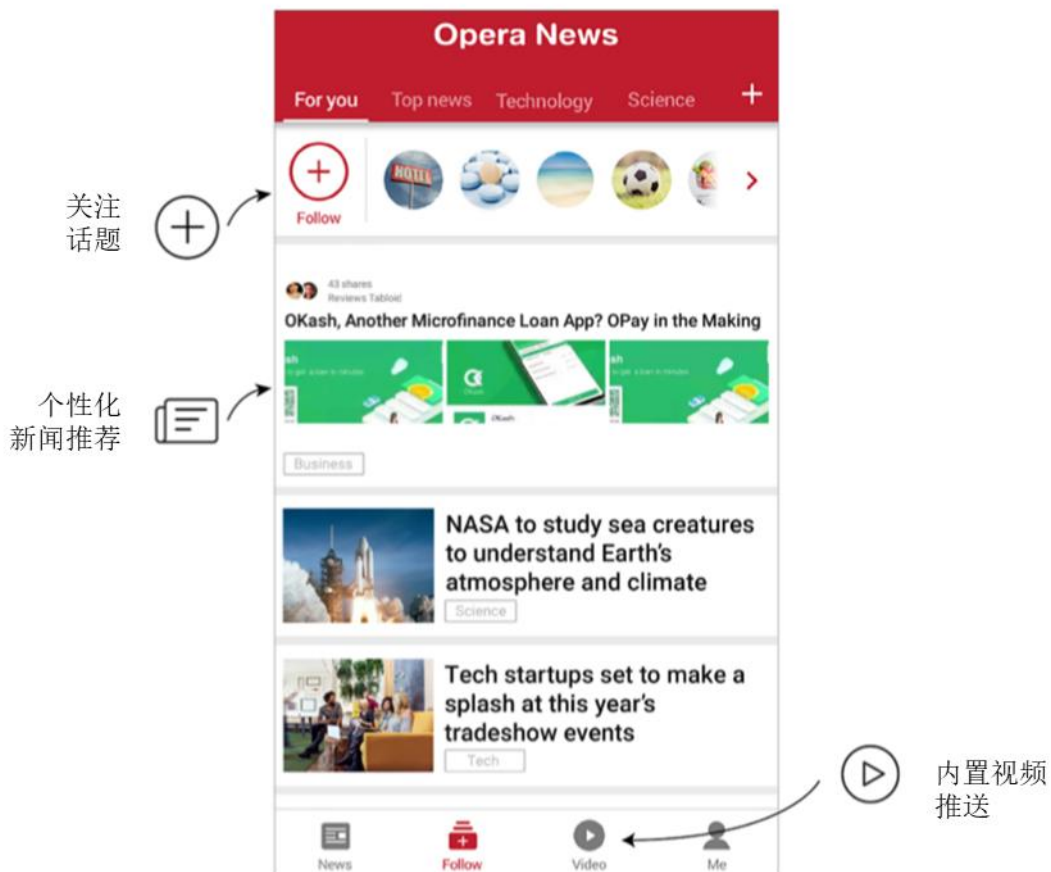 Opera News
For you
Top news
Technology
Science
Follow
关注
话题
43 shares
Reviews Tabloid
OKash, Another Microfinance Loan App? OPay in the Making
个性化
新闻推荐
OKash
Business
NASA to study sea creatures
to understand Earth's
atmosphere and climate
Science
Tech startups set to make a
splash at this year's
tradeshow events
Tech
内置视频
推送
News
Follow
Video
Me